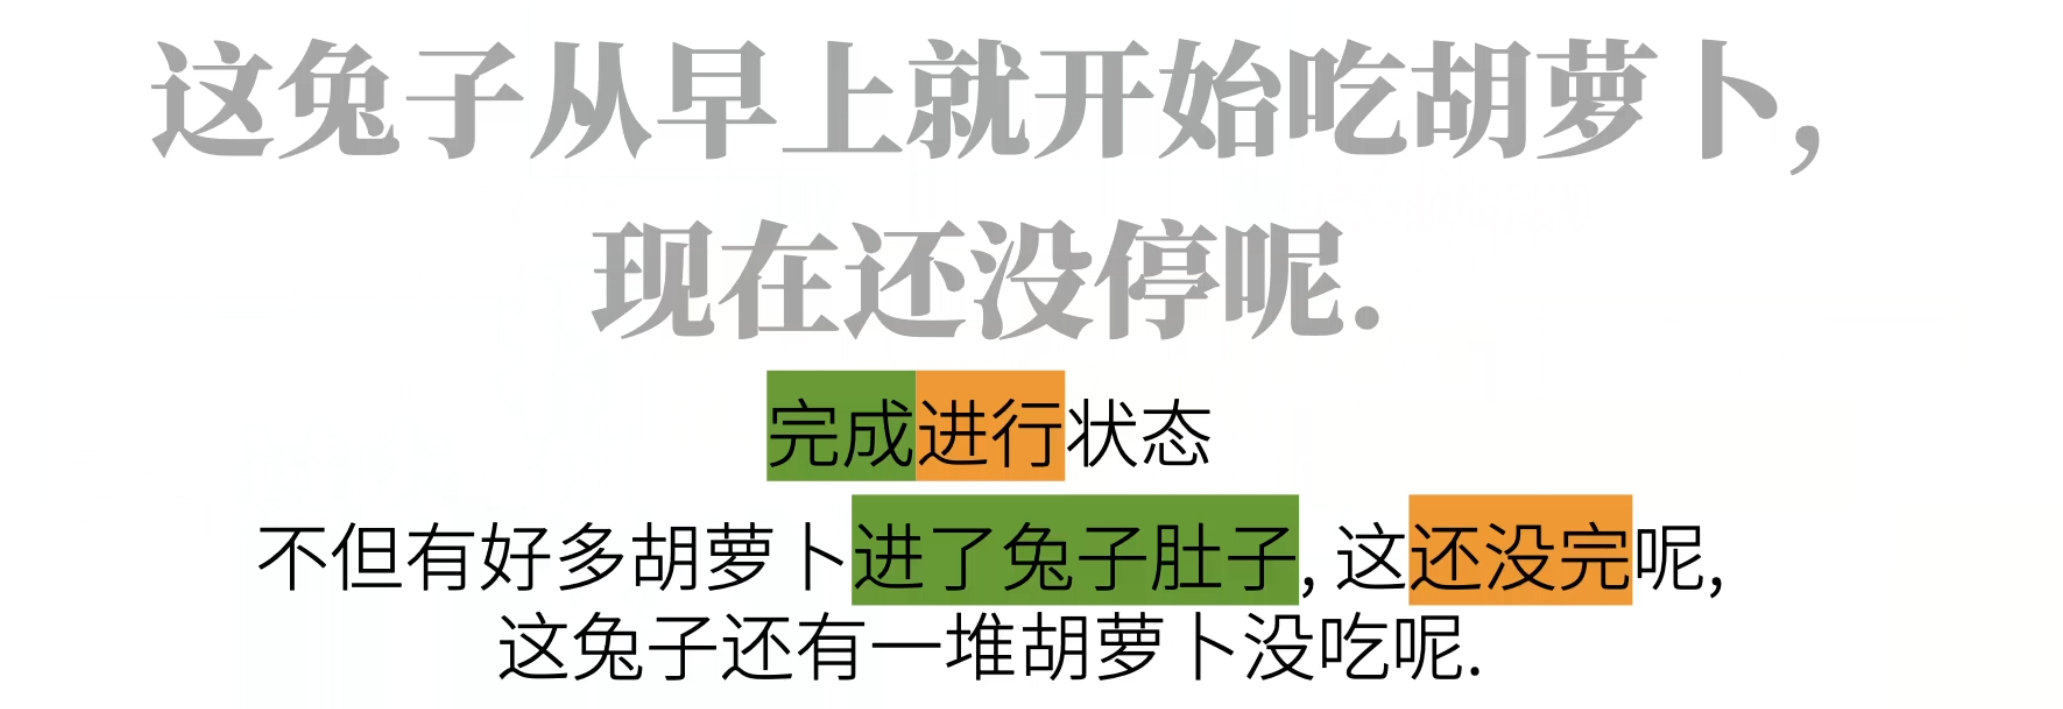 这兔子从早上就开始吃胡萝卜,
现在还没停呢.
完成进行状态
不但有好多胡萝卜进了兔子肚子, 这还没完呢,
这兔子还有一堆胡萝卜没吃呢.